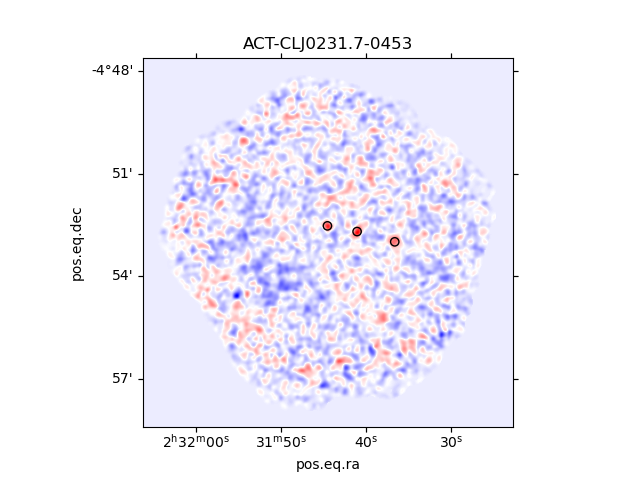 ACT-CLJ0231.7-0453
-4°48'
51'
54'
57'
pos.eq.dec
2ʰ32ᵐ00ˢ 31ᵐ50ˢ 40ˢ 30ˢ
pos.eq.ra